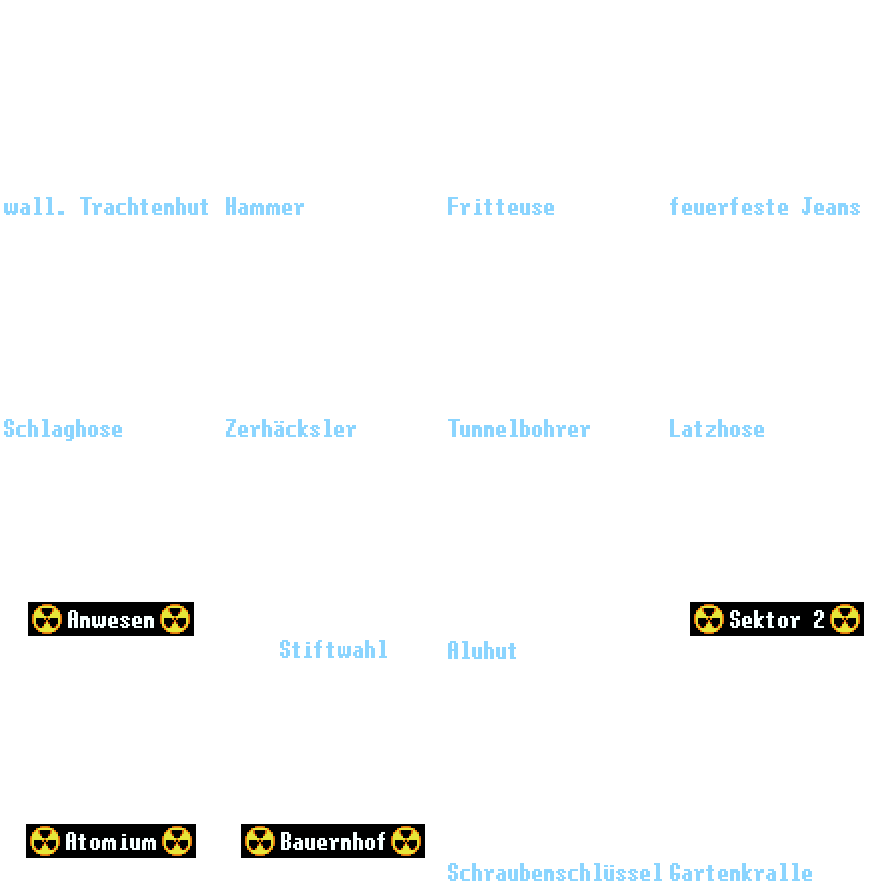 wall. Trachtenhut
Hammer
Fritteuse
feuerfeste Jeans
Schlaghose
Zerhäcksler
Tunnelbohrer
Latzhose
Anwesen
Stiftwahl
Aluhut
Sektor 2
Atomium
Bauernhof
Schraubenschlüssel
Gartenkralle